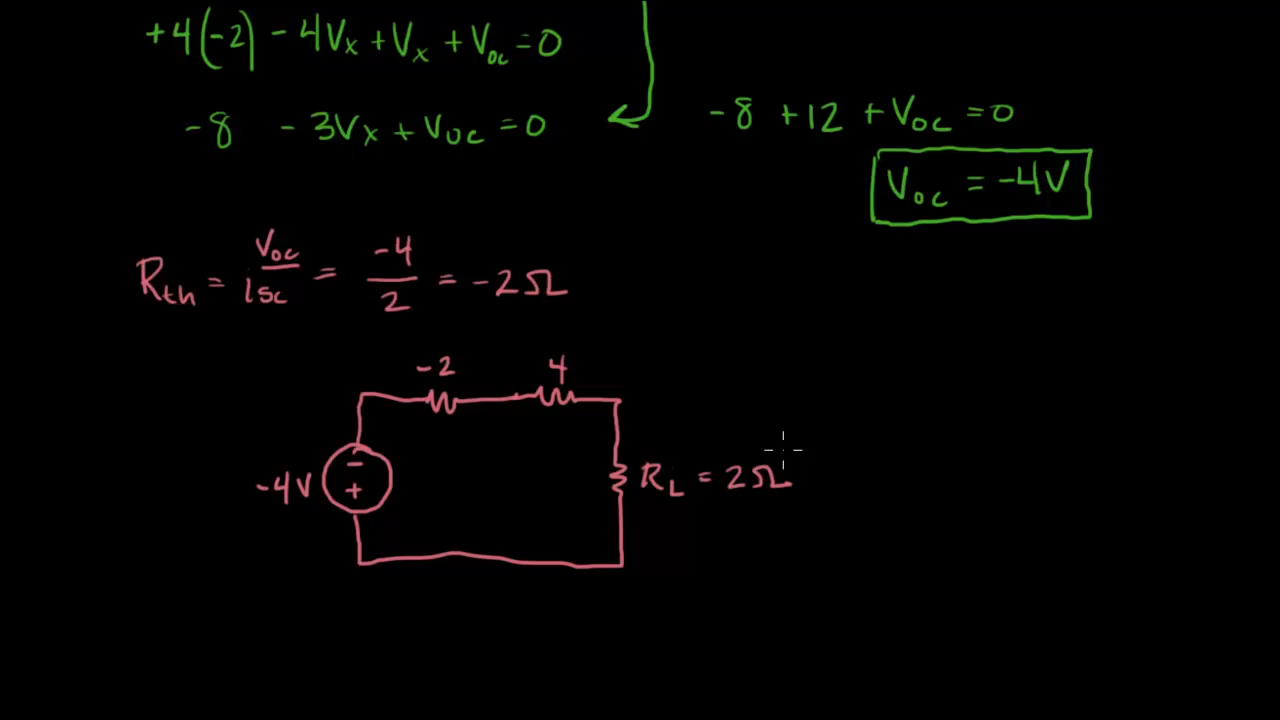 +4(-2) - 4Vx + Vx + Voc = 0
-8 - 3Vx + Voc = 0
-8 + 12 + Voc = 0
Voc = -4V
Rth = Voc/isc = -4/2 = -2Ω
-2
4
-4V
-
+
RL = 2Ω